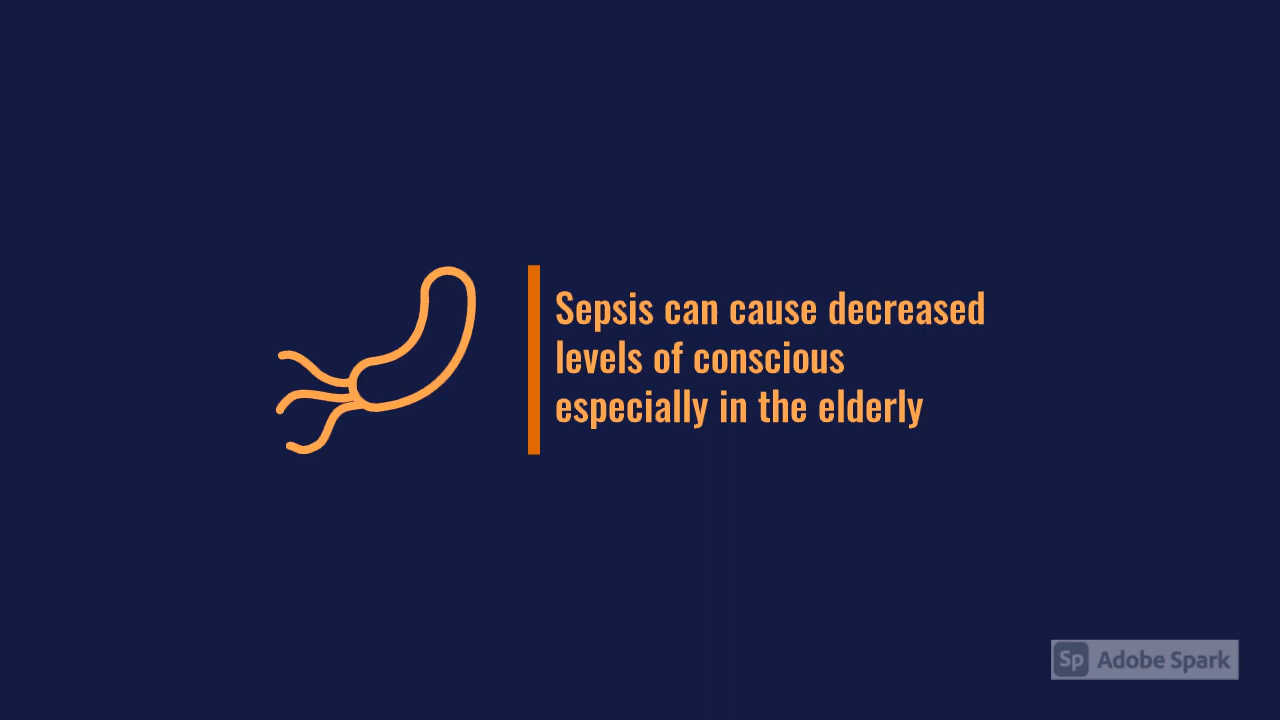 Sepsis can cause decreased
levels of conscious
especially in the elderly
Sp Adobe Spark